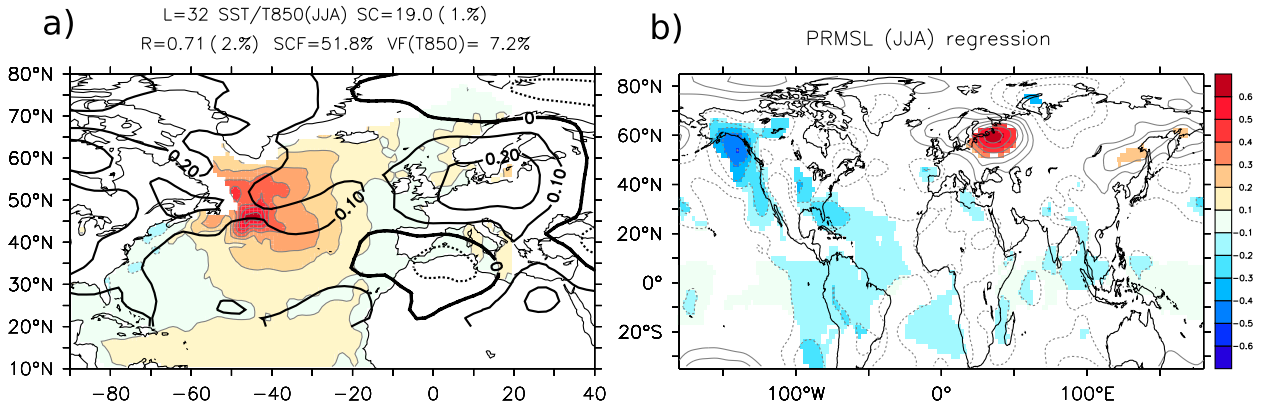 a)
L=32 SST/T850(JJA) SC=19.0 ( 1.%)
R=0.71 ( 2.%) SCF=51.8% VF(T850)= 7.2%
80°N
70°N
60°N
50°N
40°N
30°N
20°N
10°N
−80 −60 −40 −20 0 20 40
0.20
0.10
0
0.20
0.10
0
b)
PRMSL (JJA) regression
80°N
60°N
40°N
20°N
0°
20°S
100°W 0° 100°E
0.6
0.5
0.4
0.3
0.2
0.1
−0.1
−0.2
−0.3
−0.4
−0.5
−0.6